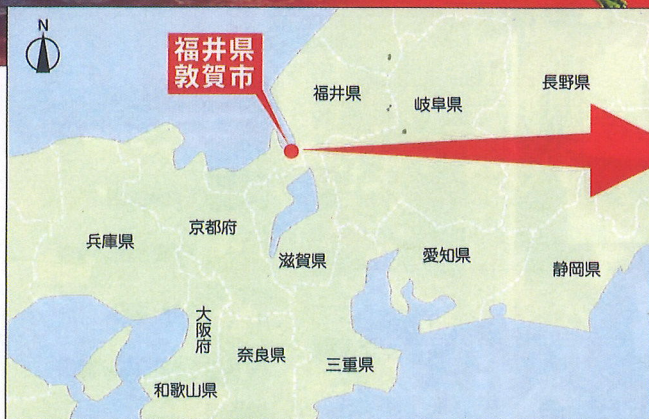 N
福井県
敦賀市
福井県
岐阜県
長野県
兵庫県
京都府
滋賀県
愛知県
静岡県
大阪府
奈良県
三重県
和歌山県